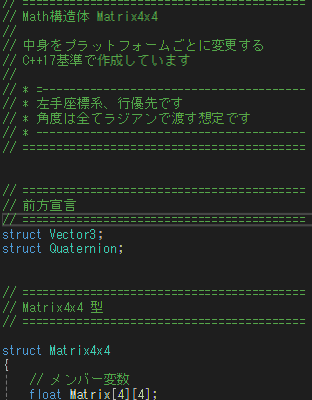 // =======================================
// Math構造体 Matrix4x4
//
// 中身をプラットフォームごとに変更する
// C++17基準で作成しています
//
// * =------------------------------------
// * 左手座標系、行優先です
// * 角度は全てラジアンで渡す想定です
// * -------------------------------------
// =======================================
// =======================================
// 前方宣言
// =======================================
struct Vector3;
struct Quaternion;
// =======================================
// Matrix4x4 型
// =======================================
struct Matrix4x4
{
// メンバー変数
float Matrix[4][4];